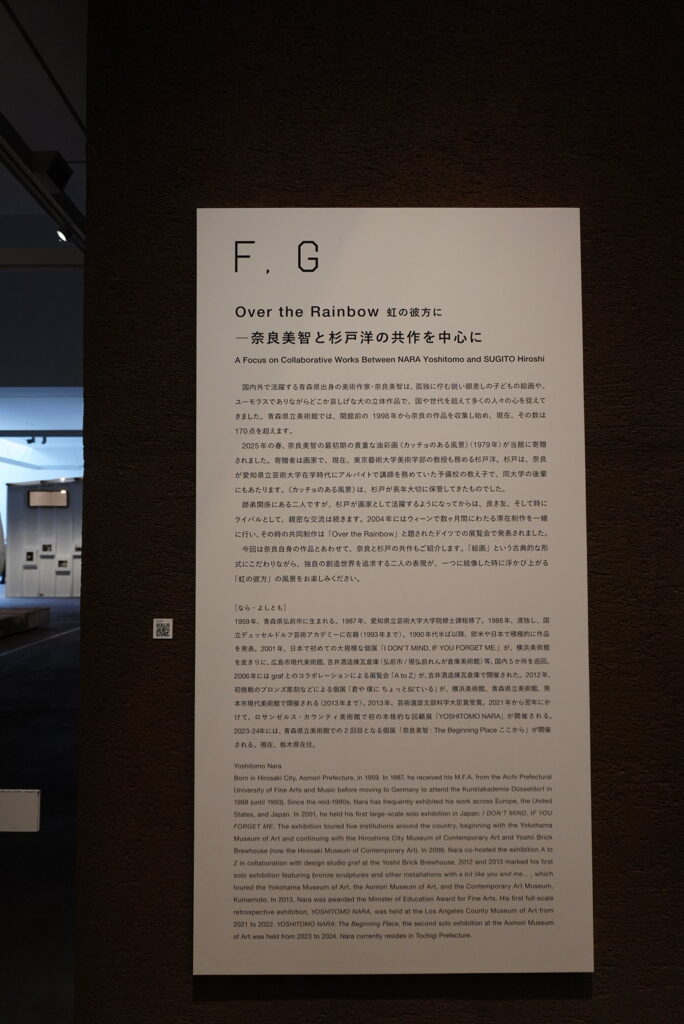 F, G
Over the Rainbow 虹の彼方に
—奈良美智と杉戸洋の共作を中心に
A Focus on Collaborative Works Between NARA Yoshitomo and SUGITO Hiroshi
国内外で活躍する青森県出身の美術作家・奈良美智は、孤独に佇む鋭い眼差しの子どもの絵画や、
ユーモラスでありながらどこか哀しげな犬の立体作品で、国や世代を超えて多くの人々の心を捉えて
きました。青森県立美術館では、開館前の1998年から奈良の作品を収集し始め、現在、その数は
170点を超えます。
2025年の春、奈良美智の最初期の貴重な油彩画《カッチョのある風景》（1979年）が当館に寄贈
されました。寄贈者は画家で、現在、東京藝術大学美術学部の教授も務める杉戸洋。杉戸は、奈良
が愛知県立芸術大学在学時代にアルバイトで講師を務めていた予備校の教え子で、同大学の後輩
にもあたります。《カッチョのある風景》は、杉戸が長年大切に保管してきたものでした。
師弟関係にある二人ですが、杉戸が画家として活躍するようになってからは、良き友、そして時に
ライバルとして、親密な交流は続きます。2004年にはウィーンで数ヶ月間にわたる滞在制作を一緒
に行い、その時の共同制作は「Over the Rainbow」と題されたドイツでの展覧会で発表されました。
今回は奈良自身の作品とあわせて、奈良と杉戸の共作もご紹介します。「絵画」という古典的な形
式にこだわりながら、独自の創造世界を追求する二人の表現が、一つに結像した時に浮かび上がる
「虹の彼方」の風景をお楽しみください。
［なら・よしとも］
1959年、青森県弘前市に生まれる。1987年、愛知県立芸術大学大学院修士課程修了。1988年、渡独し、国
立デュッセルドルフ芸術アカデミーに在籍（1993年まで）。1990年代半ば以降、欧米や日本で積極的に作品
を発表。2001年、日本で初めての大規模な個展「I DON'T MIND, IF YOU FORGET ME.」が、横浜美術館
を皮きりに、広島市現代美術館、吉井酒造煉瓦倉庫（弘前市 / 現弘前れんが倉庫美術館）等、国内5か所を巡回。
2006年にはgrafとのコラボレーションによる展覧会「A to Z」が、吉井酒造煉瓦倉庫で開催された。2012年、
初挑戦のブロンズ彫刻などによる個展「君や 僕に ちょっと似ている」が、横浜美術館、青森県立美術館、熊
本市現代美術館で開催される（2013年まで）。2013年、芸術選奨文部科学大臣賞受賞。2021年から翌年にか
けて、ロサンゼルス・カウンティ美術館で初の本格的な回顧展「YOSHITOMO NARA」が開催される。
2023-24年には、青森県立美術館での2回目となる個展「奈良美智: The Beginning Place ここから」が開催
される。現在、栃木県在住。
Yoshitomo Nara
Born in Hirosaki City, Aomori Prefecture, in 1959. In 1987, he received his M.F.A. from the Aichi Prefectural
University of Fine Arts and Music before moving to Germany to attend the Kunstakademie Düsseldorf in
1988 (until 1993). Since the mid-1990s, Nara has frequently exhibited his work across Europe, the United
States, and Japan. In 2001, he held his first large-scale solo exhibition in Japan; I DON'T MIND, IF YOU
FORGET ME. The exhibition toured five institutions around the country, beginning with the Yokohama
Museum of Art and continuing with the Hiroshima City Museum of Contemporary Art and Yoshii Brick
Brewhouse (now the Hirosaki Museum of Contemporary Art). In 2006, Nara co-hosted the exhibition A to
Z in collaboration with design studio graf at the Yoshii Brick Brewhouse. 2012 and 2013 marked his first
solo exhibition featuring bronze sculptures and other installations with a bit like you and me... , which
toured the Yokohama Museum of Art, the Aomori Museum of Art, and the Contemporary Art Museum,
Kumamoto. In 2013, Nara was awarded the Minister of Education Award for Fine Arts. His first full-scale
retrospective exhibition, YOSHITOMO NARA, was held at the Los Angeles County Museum of Art from
2021 to 2022. YOSHITOMO NARA: The Beginning Place, the second solo exhibition at the Aomori Museum
of Art was held from 2023 to 2024. Nara currently resides in Tochigi Prefecture.